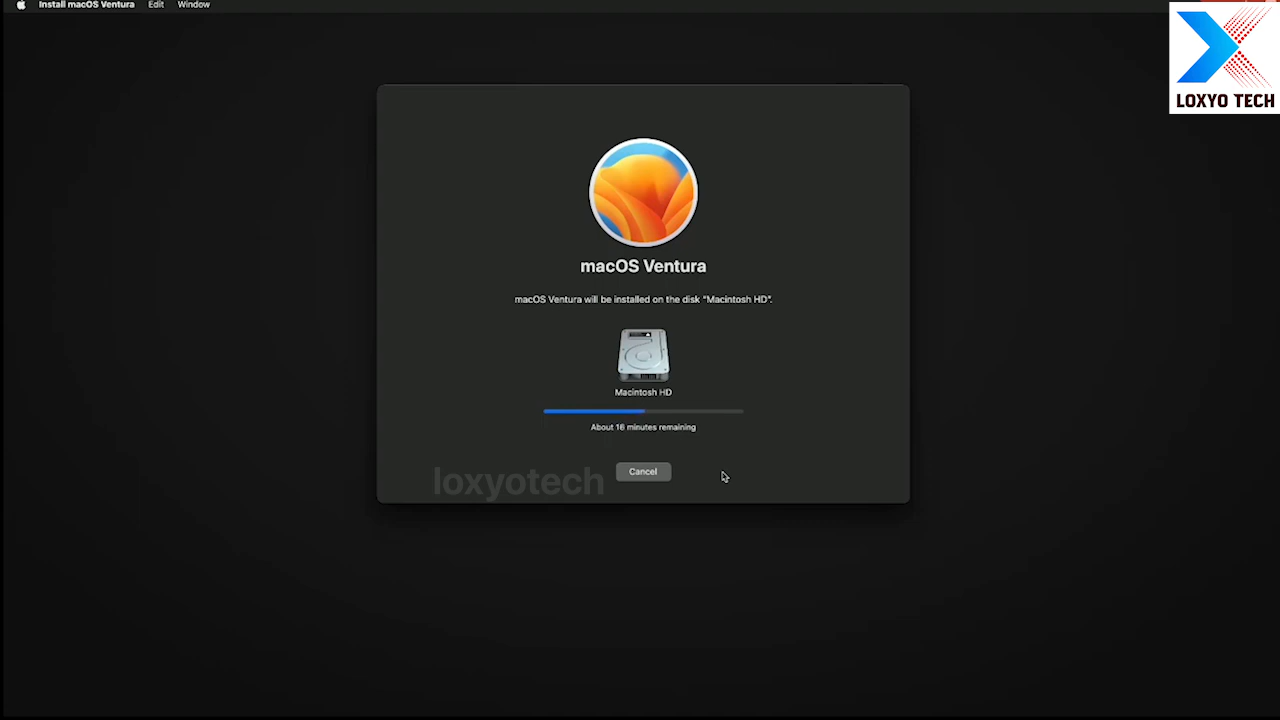 Install macOS Ventura Edit Window
LOXYO TECH
macOS Ventura
macOS Ventura will be installed on the disk “Macintosh HD”.
Macintosh HD
About 16 minutes remaining
Cancel
loxyotech